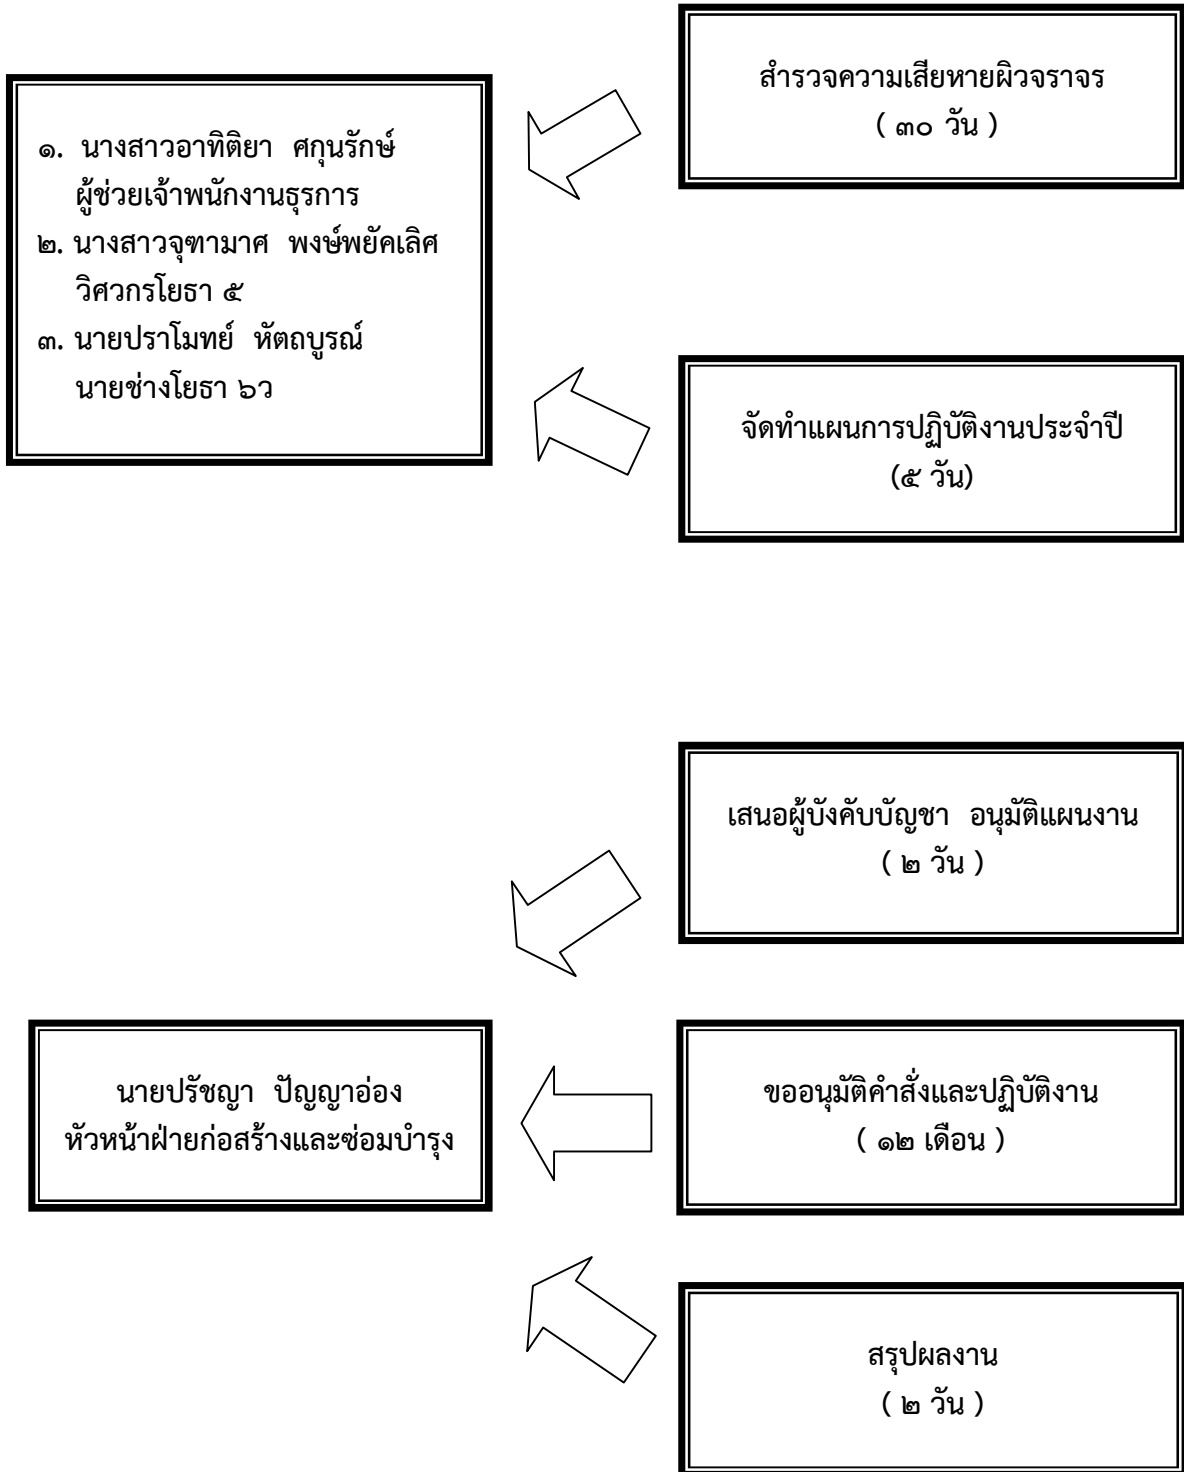 สำรวจความเสียหายผิวจราจร
( ๓๐ วัน )
๑. นางสาวอาทิติยา ศกุนรักษ์
ผู้ช่วยเจ้าพนักงานธุรการ
๒. นางสาวจุฑามาศ พงษ์พยัคเลิศ
วิศวกรโยธา ๕
๓. นายปราโมทย์ หัตถบูรณ์
นายช่างโยธา ๖ว
จัดทำแผนการปฏิบัติงานประจำปี
(๕ วัน)
เสนอผู้บังคับบัญชา อนุมัติแผนงาน
( ๒ วัน )
นายปรัชญา ปัญญาอ่อง
หัวหน้าฝ่ายก่อสร้างและซ่อมบำรุง
ขออนุมัติคำสั่งและปฏิบัติงาน
( ๑๒ เดือน )
สรุปผลงาน
( ๒ วัน )